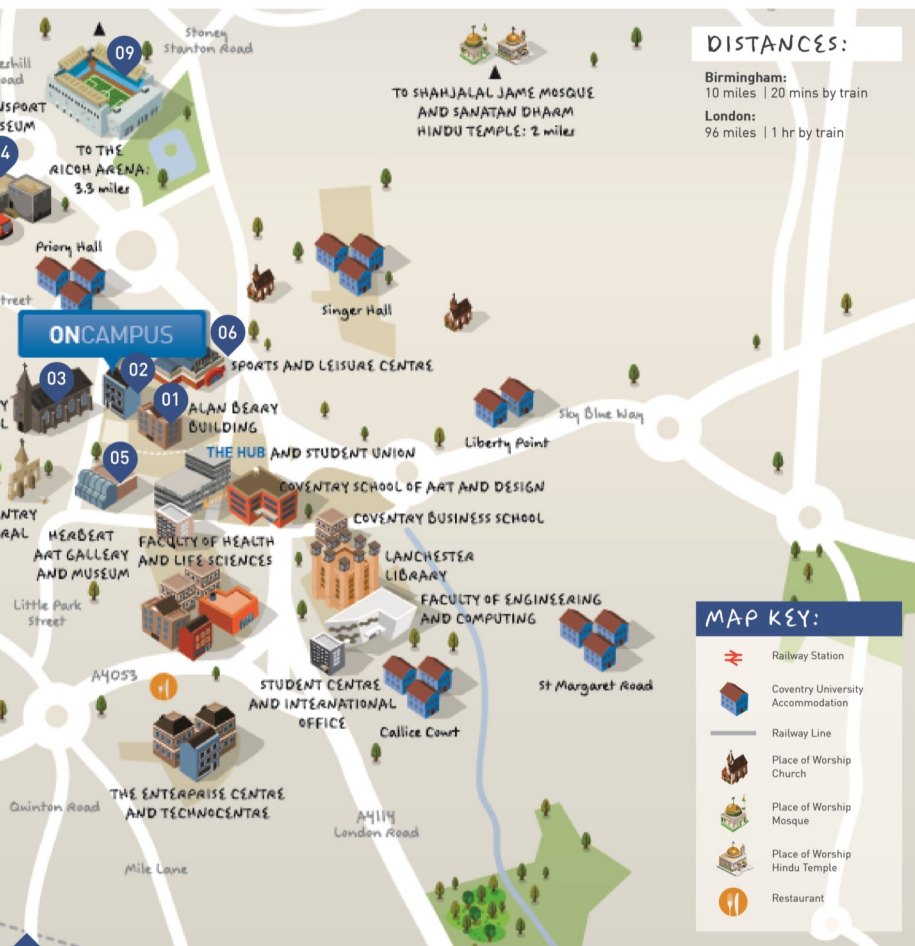 Stoney
Stanton Road
09
TO SHAHJALAL JAME MOSQUE
AND SANATAN DHARM
HINDU TEMPLE: 2 miles
DISTANCES:
Birmingham:
10 miles | 20 mins by train
London:
96 miles | 1 hr by train
TO THE
RICOH ARENA:
3.3 miles
4
Priory Hall
Singer Hall
ONCAMPUS
06
SPORTS AND LEISURE CENTRE
03
02
01
ALAN BERRY
BUILDING
Liberty Point
Sky Blue Way
THE HUB AND STUDENT UNION
05
COVENTRY SCHOOL OF ART AND DESIGN
COVENTRY BUSINESS SCHOOL
HERBERT
ART GALLERY
AND MUSEUM
FACULTY OF HEALTH
AND LIFE SCIENCES
LANCHESTER
LIBRARY
FACULTY OF ENGINEERING
AND COMPUTING
Little Park
Street
A4053
STUDENT CENTRE
AND INTERNATIONAL
OFFICE
Callice Court
St Margaret Road
THE ENTERPRISE CENTRE
AND TECHNOCENTRE
Quinton Road
A4114
London Road
Mile Lane
MAP KEY:
Railway Station
Coventry University
Accommodation
Railway Line
Place of Worship
Church
Place of Worship
Mosque
Place of Worship
Hindu Temple
Restaurant